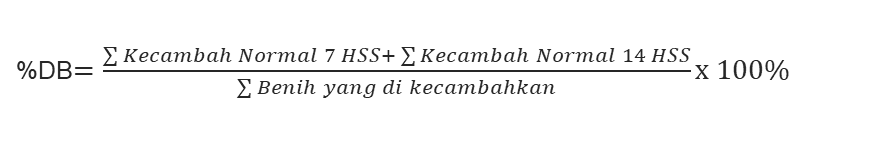 ∑ Kecambah Normal 7 HSS+ ∑ Kecambah Normal 14 HSS
%DB= x 100%
∑ Benih yang di kecambahkan